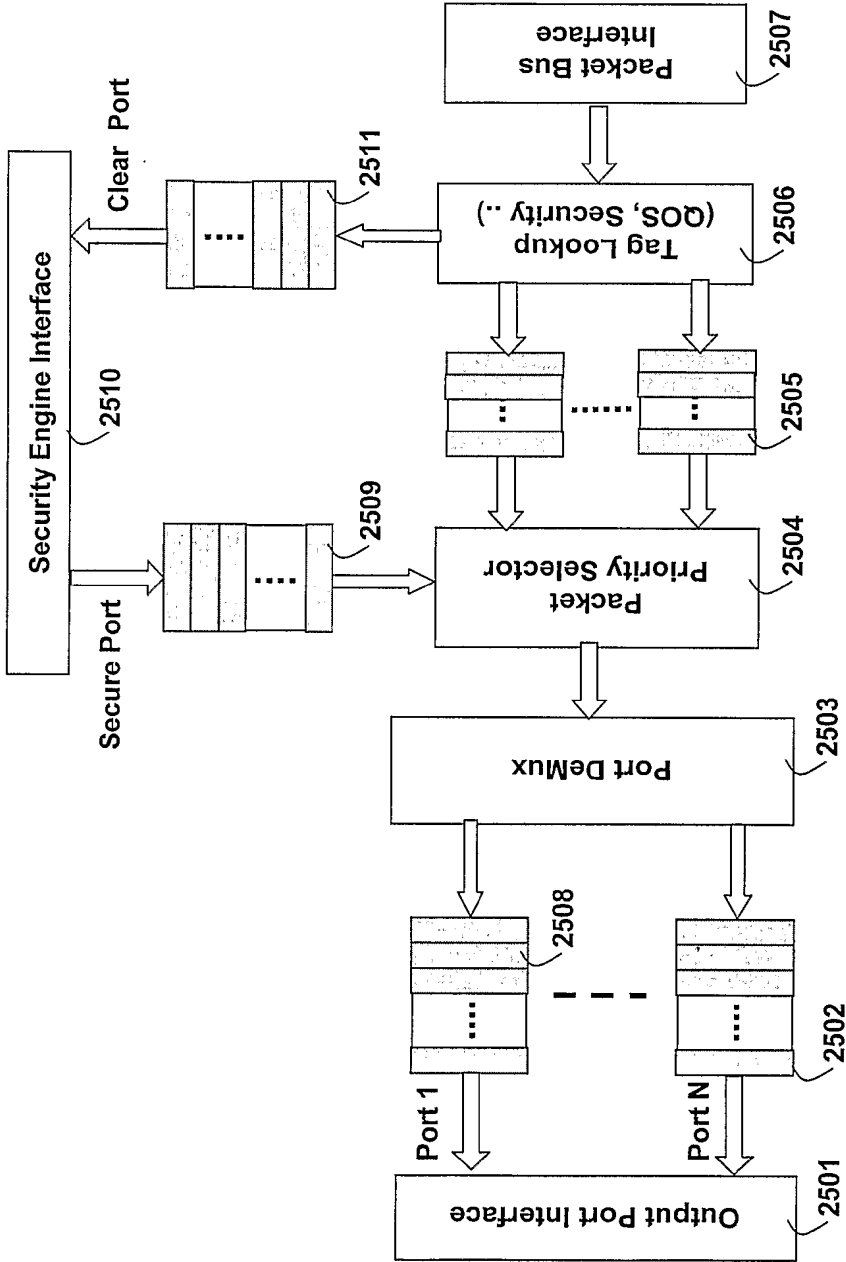 Packet Bus
Interface
2507
Clear Port
2511
Tag Lookup
(QOS, Security ..)
2506
Security Engine Interface
2510
2505
2509
Secure Port
Packet
Priority Selector
2504
Port DeMux
2503
2508
2502
Port 1
Port N
Output Port Interface
2501